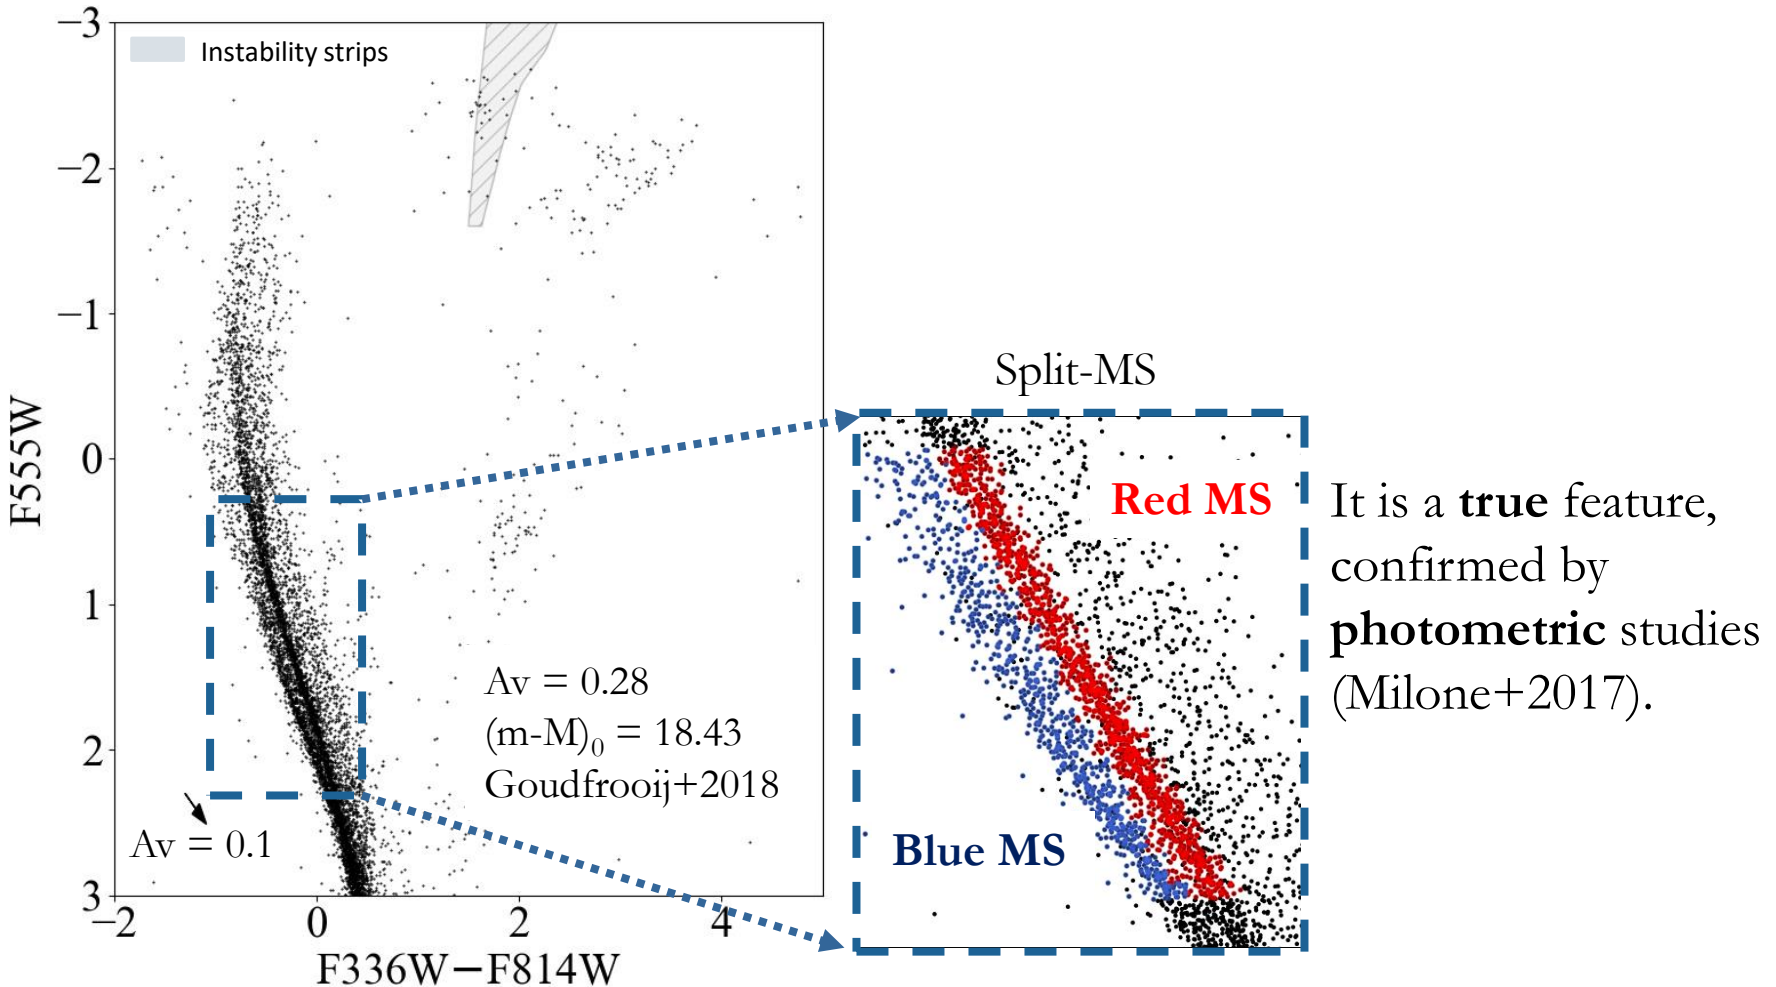 −3
Instability strips
−2
−1
0
1
2
3
F555W
−2
0
2
4
F336W−F814W
Av = 0.28
(m-M)₀ = 18.43
Goudfrooij+2018
Av = 0.1
Split-MS
Red MS
Blue MS
It is a true feature,
confirmed by
photometric studies
(Milone+2017).